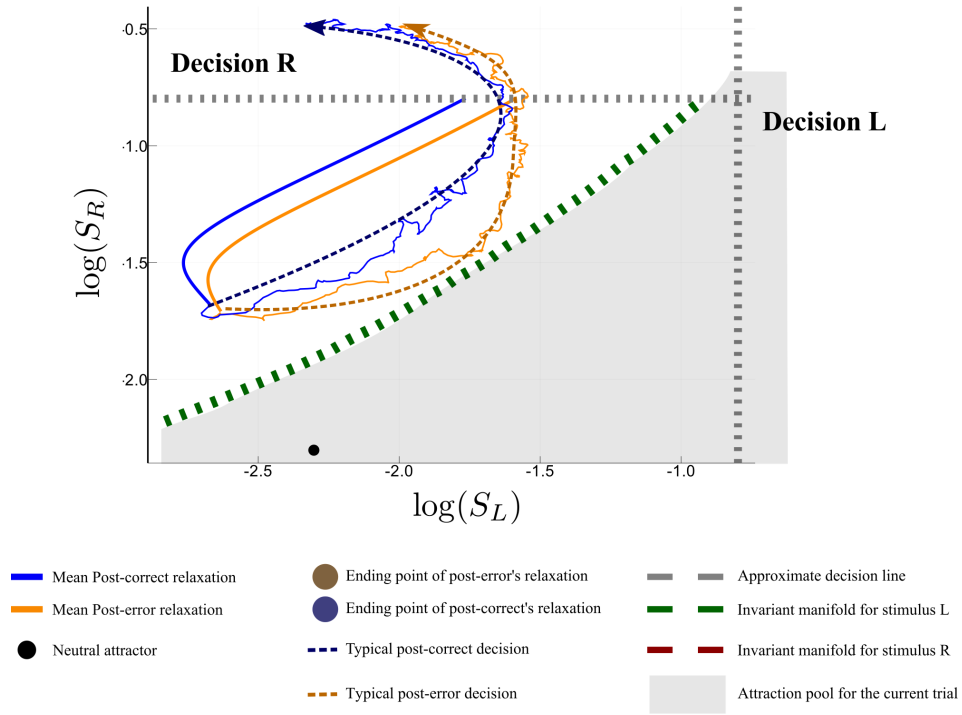 ·0.5
Decision R
Decision L
·1.0
log(S_R)
·1.5
·2.0
-2.5 -2.0 -1.5 -1.0
log(S_L)
Mean Post-correct relaxation
Mean Post-error relaxation
Neutral attractor
Ending point of post-error's relaxation
Ending point of post-correct's relaxation
Typical post-correct decision
Typical post-error decision
Approximate decision line
Invariant manifold for stimulus L
Invariant manifold for stimulus R
Attraction pool for the current trial